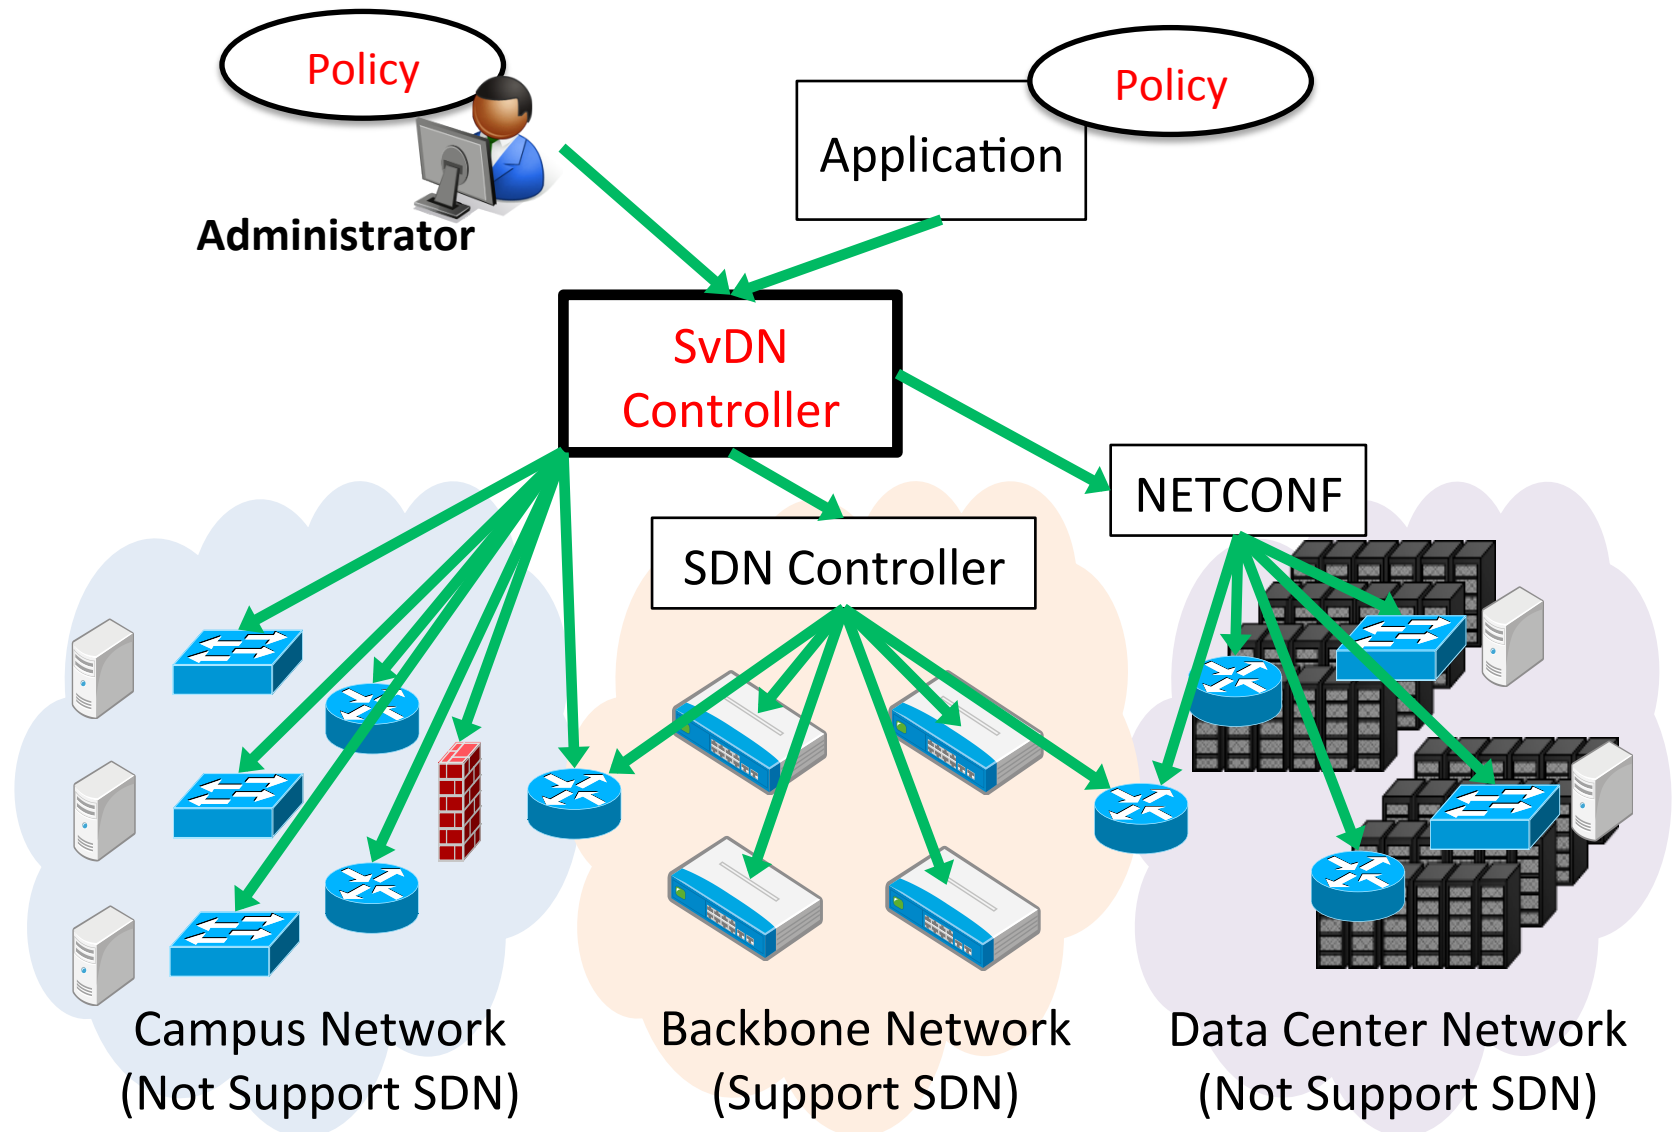 Policy
Policy
Application
Administrator
SvDN
Controller
NETCONF
SDN Controller
Campus Network
(Not Support SDN)
Backbone Network
(Support SDN)
Data Center Network
(Not Support SDN)